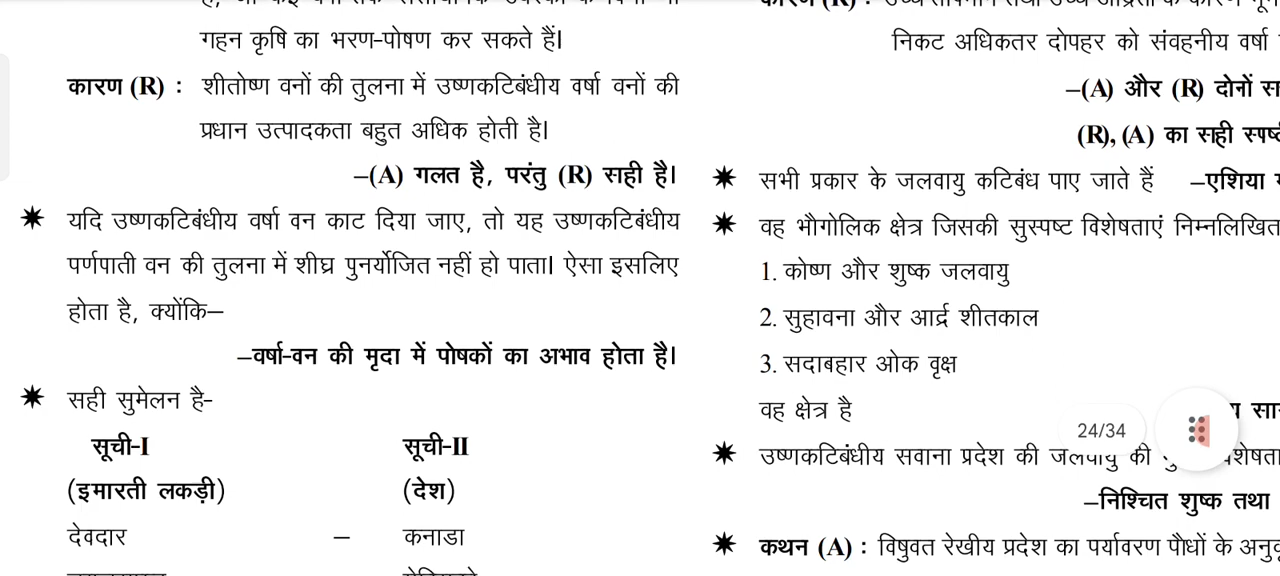 गहन कृषि का भरण-पोषण कर सकते हैं।
कारण (R) : शीतोष्ण वनों की तुलना में उष्णकटिबंधीय वर्षा वनों की
प्रधान उत्पादकता बहुत अधिक होती है।
–(A) गलत है, परंतु (R) सही है।
✷ यदि उष्णकटिबंधीय वर्षा वन काट दिया जाए, तो यह उष्णकटिबंधीय
पर्णपाती वन की तुलना में शीघ्र पुनर्योजित नहीं हो पाता। ऐसा इसलिए
होता है, क्योंकि–
–वर्षा-वन की मृदा में पोषकों का अभाव होता है।
✷ सही सुमेलन है-
सूची-I सूची-II
(इमारती लकड़ी) (देश)
देवदार – कनाडा
निकट अधिकतर दोपहर को संवहनीय वर्षा
–(A) और (R) दोनों
(R), (A) का सही
✷ सभी प्रकार के जलवायु कटिबंध पाए जाते हैं –एशिया
✷ वह भौगोलिक क्षेत्र जिसकी सुस्पष्ट विशेषताएं निम्नलिखित
1. कोष्ण और शुष्क जलवायु
2. सुहावना और आर्द्र शीतकाल
3. सदाबहार ओक वृक्ष
वह क्षेत्र है
24/34
✷ उष्णकटिबंधीय सवाना प्रदेश की जलवायु की
–निश्चित शुष्क तथा
✷ कथन (A) : विषुवत रेखीय प्रदेश का पर्यावरण पौधों के